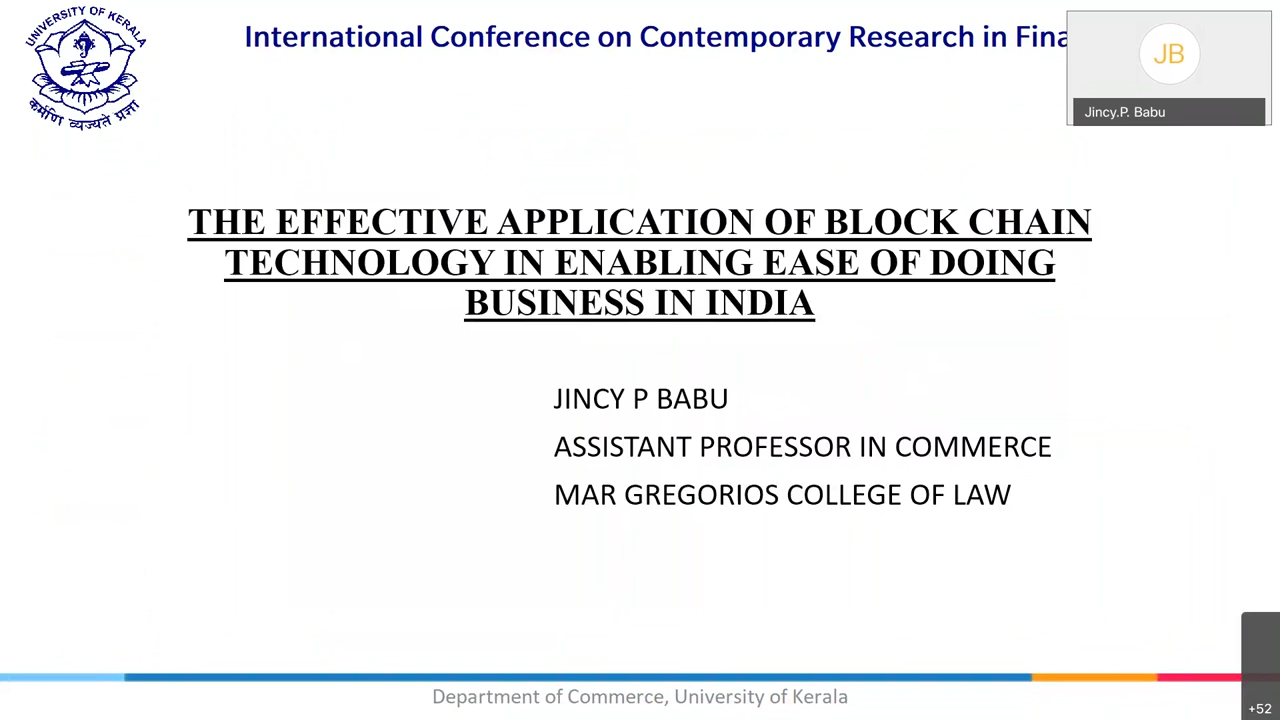 UNIVERSITY OF KERALA
कर्मणि व्यज्यते प्रज्ञा
International Conference on Contemporary Research in Fina
JB
Jincy.P. Babu
THE EFFECTIVE APPLICATION OF BLOCK CHAIN
TECHNOLOGY IN ENABLING EASE OF DOING
BUSINESS IN INDIA
JINCY P BABU
ASSISTANT PROFESSOR IN COMMERCE
MAR GREGORIOS COLLEGE OF LAW
Department of Commerce, University of Kerala
+52